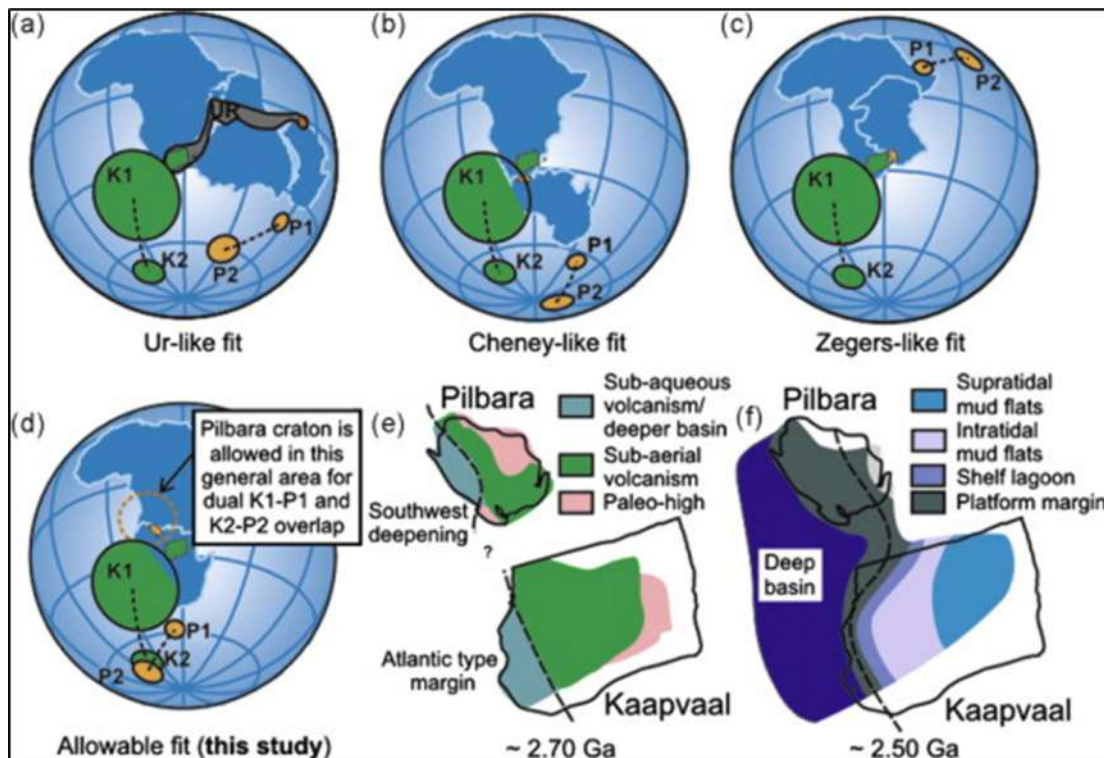 (a)
UR
K1
K2
P2
P1
Ur-like fit
(b)
K1
K2
P1
P2
Cheney-like fit
(c)
P1
P2
K1
K2
Zegers-like fit
(d)
Pilbara craton is
allowed in this
general area for
dual K1-P1 and
K2-P2 overlap
K1
P1
K2
P2
Allowable fit (this study)
(e)
Pilbara
Sub-aqueous
volcanism/
deeper basin
Sub-aerial
volcanism
Paleo-high
Southwest
deepening
?
Atlantic type
margin
Kaapvaal
~ 2.70 Ga
(f)
Pilbara
Supratidal
mud flats
Intratidal
mud flats
Shelf lagoon
Platform margin
Deep
basin
Kaapvaal
~ 2.50 Ga